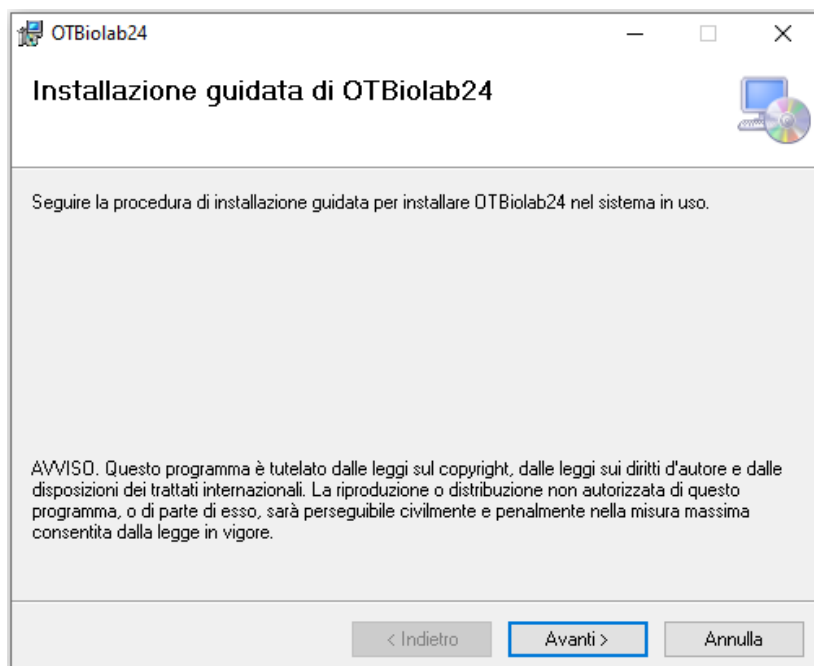 OTBiolab24
Installazione guidata di OTBiolab24
Seguire la procedura di installazione guidata per installare OTBiolab24 nel sistema in uso.
AVVISO. Questo programma è tutelato dalle leggi sul copyright, dalle leggi sui diritti d'autore e dalle
disposizioni dei trattati internazionali. La riproduzione o distribuzione non autorizzata di questo
programma, o di parte di esso, sarà perseguibile civilmente e penalmente nella misura massima
consentita dalla legge in vigore.
< Indietro
Avanti >
Annulla